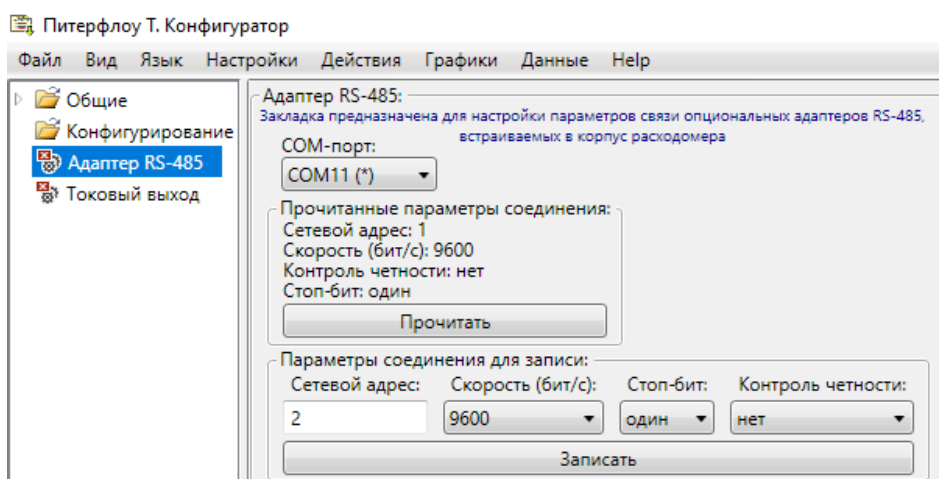 Питерфлоу Т. Конфигуратор
Файл Вид Язык Настройки Действия Графики Данные Help
Общие
Конфигурирование
Адаптер RS-485
Токовый выход
Адаптер RS-485:
Закладка предназначена для настройки параметров связи опциональных адаптеров RS-485,
встраиваемых в корпус расходомера
COM-порт:
COM11 (*)
Прочитанные параметры соединения:
Сетевой адрес: 1
Скорость (бит/с): 9600
Контроль четности: нет
Стоп-бит: один
Прочитать
Параметры соединения для записи:
Сетевой адрес: Скорость (бит/с): Стоп-бит: Контроль четности:
2 9600 один нет
Записать